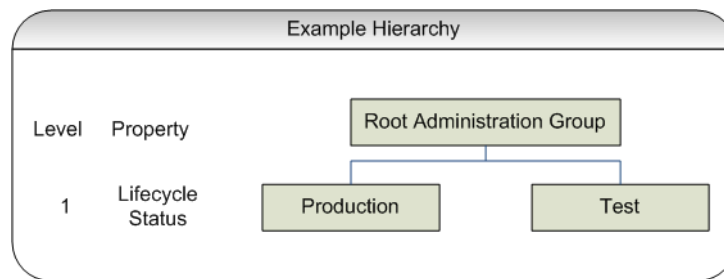 Example Hierarchy
Level Property Root Administration Group
1 Lifecycle Status Production Test